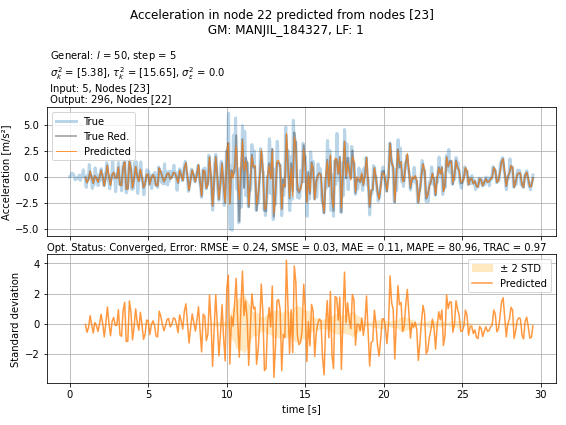 Acceleration in node 22 predicted from nodes [23]
GM: MANJIL_184327, LF: 1
General: l = 50, step = 5
σ²ₖ = [5.38], τ²ₖ = [15.65], σ²ε = 0.0
Input: 5, Nodes [23]
Output: 296, Nodes [22]
Acceleration [m/s²]
5.0
2.5
0.0
−2.5
−5.0
True
True Red.
Predicted
Opt. Status: Converged, Error: RMSE = 0.24, SMSE = 0.03, MAE = 0.11, MAPE = 80.96, TRAC = 0.97
Standard deviation
4
2
0
−2
± 2 STD
Predicted
0 5 10 15 20 25 30
time [s]